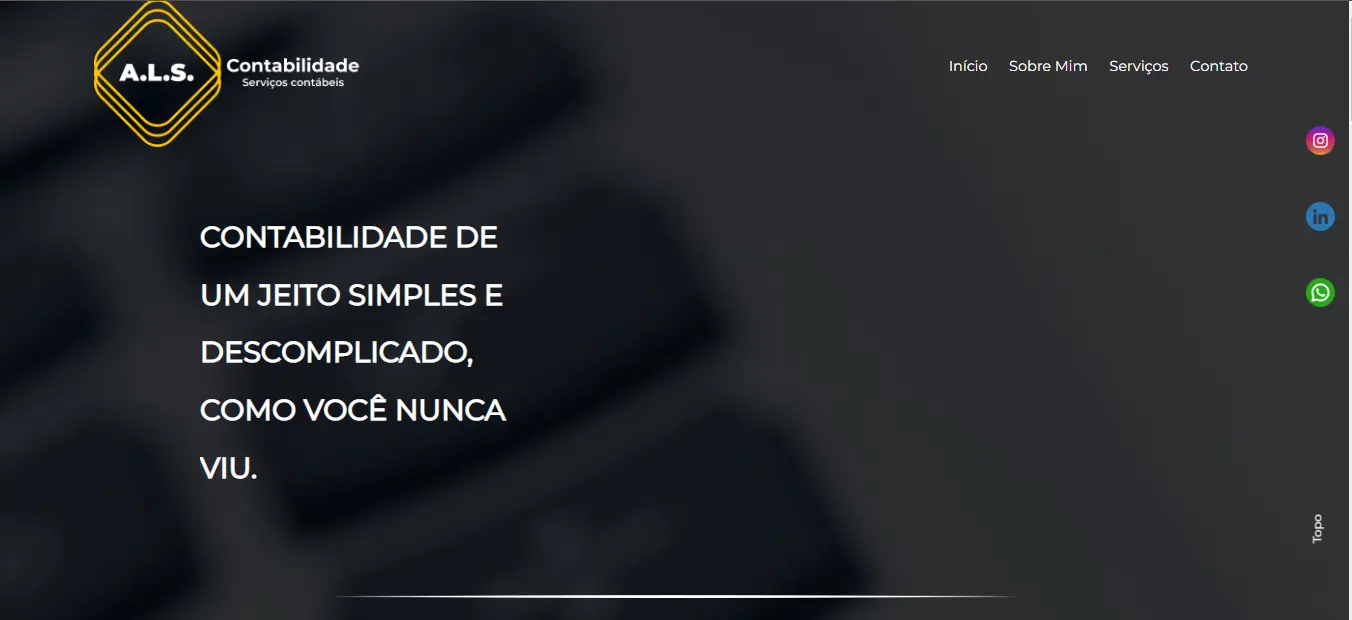 A.L.S.
Contabilidade
Serviços contábeis
Início Sobre Mim Serviços Contato
CONTABILIDADE DE
UM JEITO SIMPLES E
DESCOMPLICADO,
COMO VOCÊ NUNCA
VIU.
in
Topo